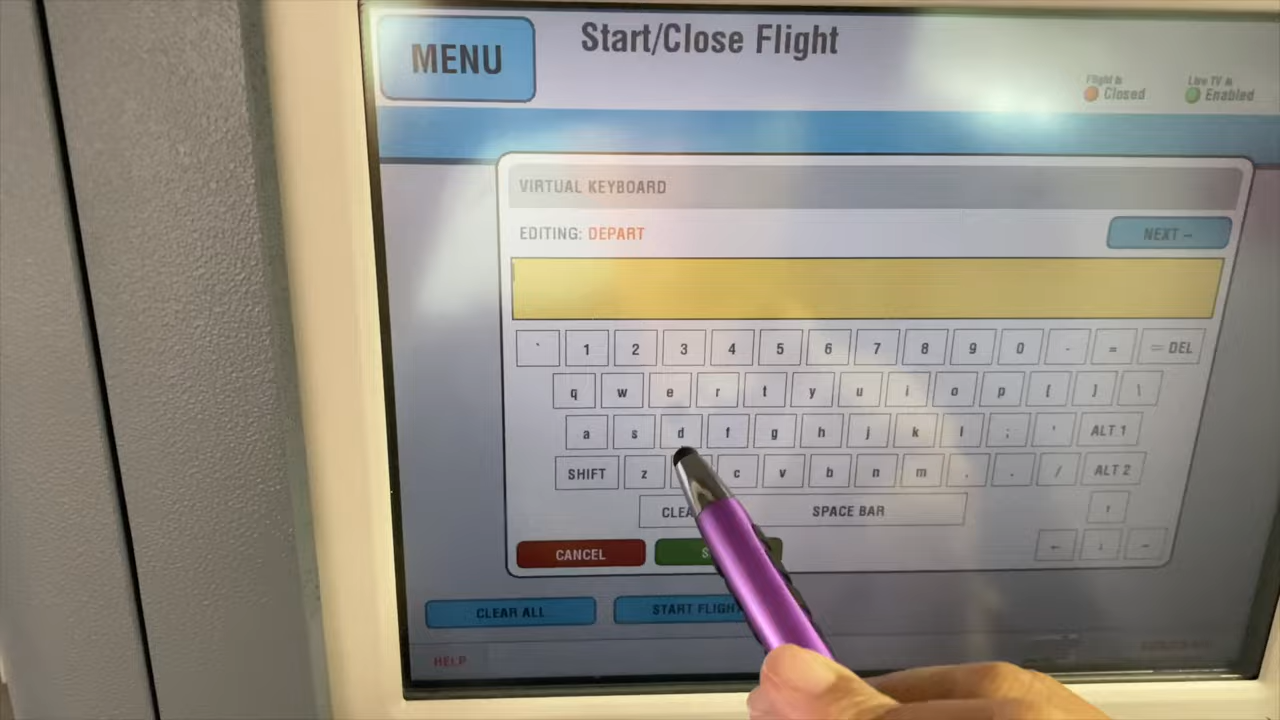 MENU
Start/Close Flight
Flight is
Closed
Live TV is
Enabled
VIRTUAL KEYBOARD
EDITING: DEPART
NEXT
` 1 2 3 4 5 6 7 8 9 0 - = DEL
q w e r t y u i o p [ ] \
a s d f g h j k l ; ' ALT 1
SHIFT z c v b n m . / ALT 2
SPACE BAR
CANCEL
CLEAR ALL
START FLIGHT
HELP